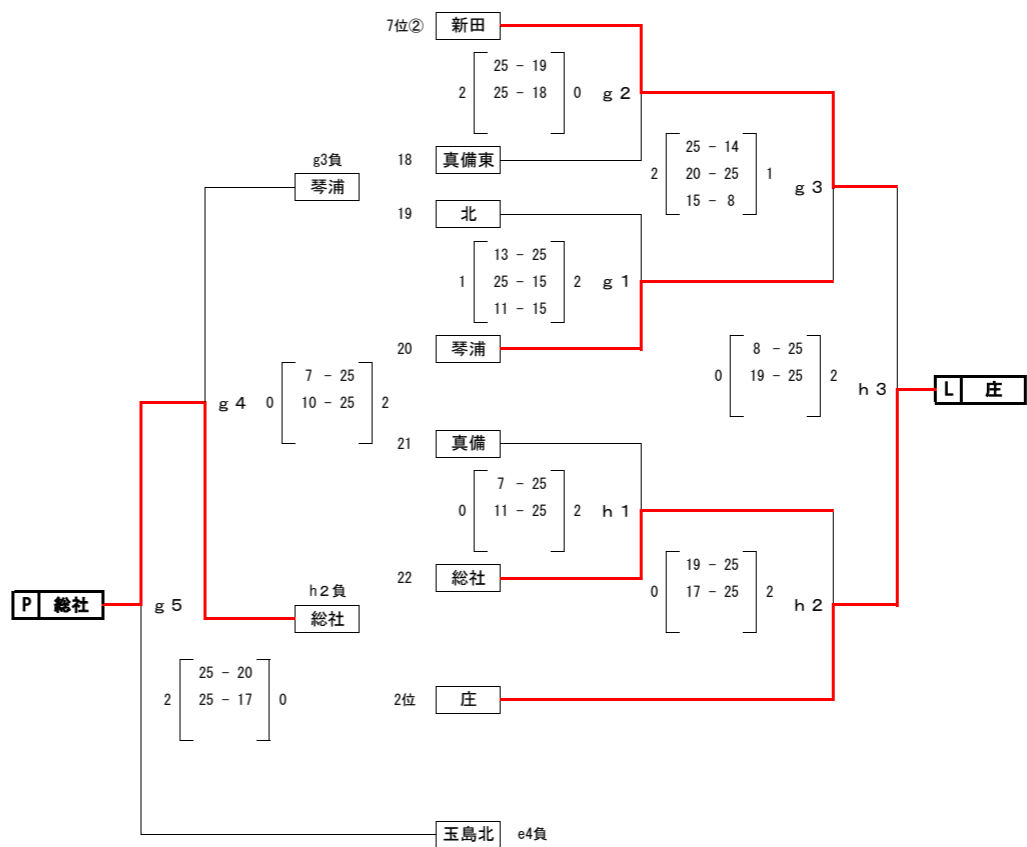 7位② 新田
25 - 19
2 25 - 18 0 ｇ２
g3負 18 真備東
琴浦
25 - 14
2 20 - 25 1 ｇ３
15 - 8
19 北
13 - 25
1 25 - 15 2 ｇ１
11 - 15
20 琴浦
8 - 25
0 19 - 25 2 ｈ３
L 庄
7 - 25
ｇ４ 0 10 - 25 2
21 真備
7 - 25
0 11 - 25 2 ｈ１
22 総社
19 - 25
0 17 - 25 2 ｈ２
h２負
総社
P 総社 ｇ５
25 - 20
2 25 - 17 0
2位 庄
玉島北 e4負